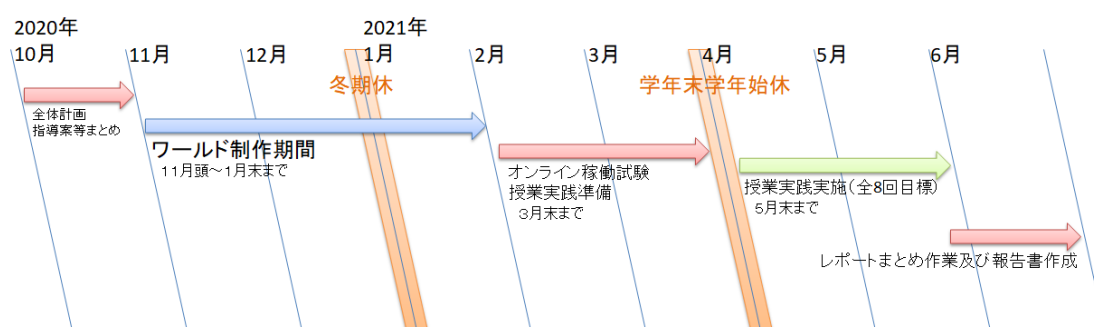 2020年
2021年
10月
11月
12月
1月
2月
3月
4月
5月
6月
冬期休
学年末学年始休
全体計画
指導案等まとめ
ワールド制作期間
11月頭～1月末まで
オンライン稼働試験
授業実践準備
3月末まで
授業実践実施(全8回目標)
5月末まで
レポートまとめ作業及び報告書作成